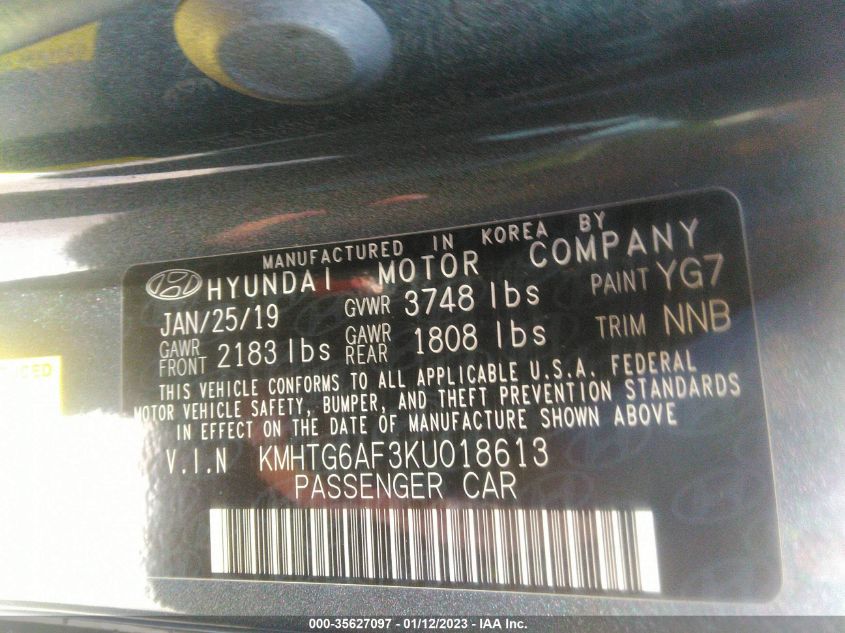 MANUFACTURED IN KOREA BY
HYUNDAI MOTOR COMPANY
JAN/25/19 GVWR 3748 lbs PAINT YG7
GAWR FRONT 2183 lbs GAWR REAR 1808 lbs TRIM NNB
THIS VEHICLE CONFORMS TO ALL APPLICABLE U.S.A. FEDERAL
MOTOR VEHICLE SAFETY, BUMPER, AND THEFT PREVENTION STANDARDS
IN EFFECT ON THE DATE OF MANUFACTURE SHOWN ABOVE
V.I.N KMHTG6AF3KU018613
PASSENGER CAR
000-35627097 - 01/12/2023 - IAA Inc.